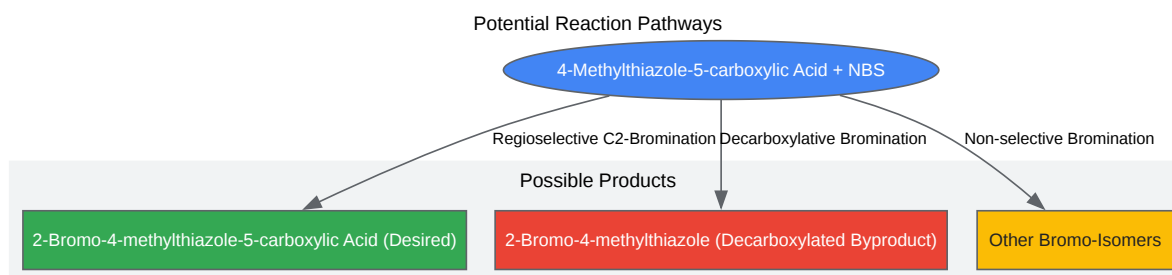 Potential Reaction Pathways
4-Methylthiazole-5-carboxylic Acid + NBS
Regioselective C2-Bromination
Decarboxylative Bromination
Non-selective Bromination
Possible Products
2-Bromo-4-methylthiazole-5-carboxylic Acid (Desired)
2-Bromo-4-methylthiazole (Decarboxylated Byproduct)
Other Bromo-Isomers